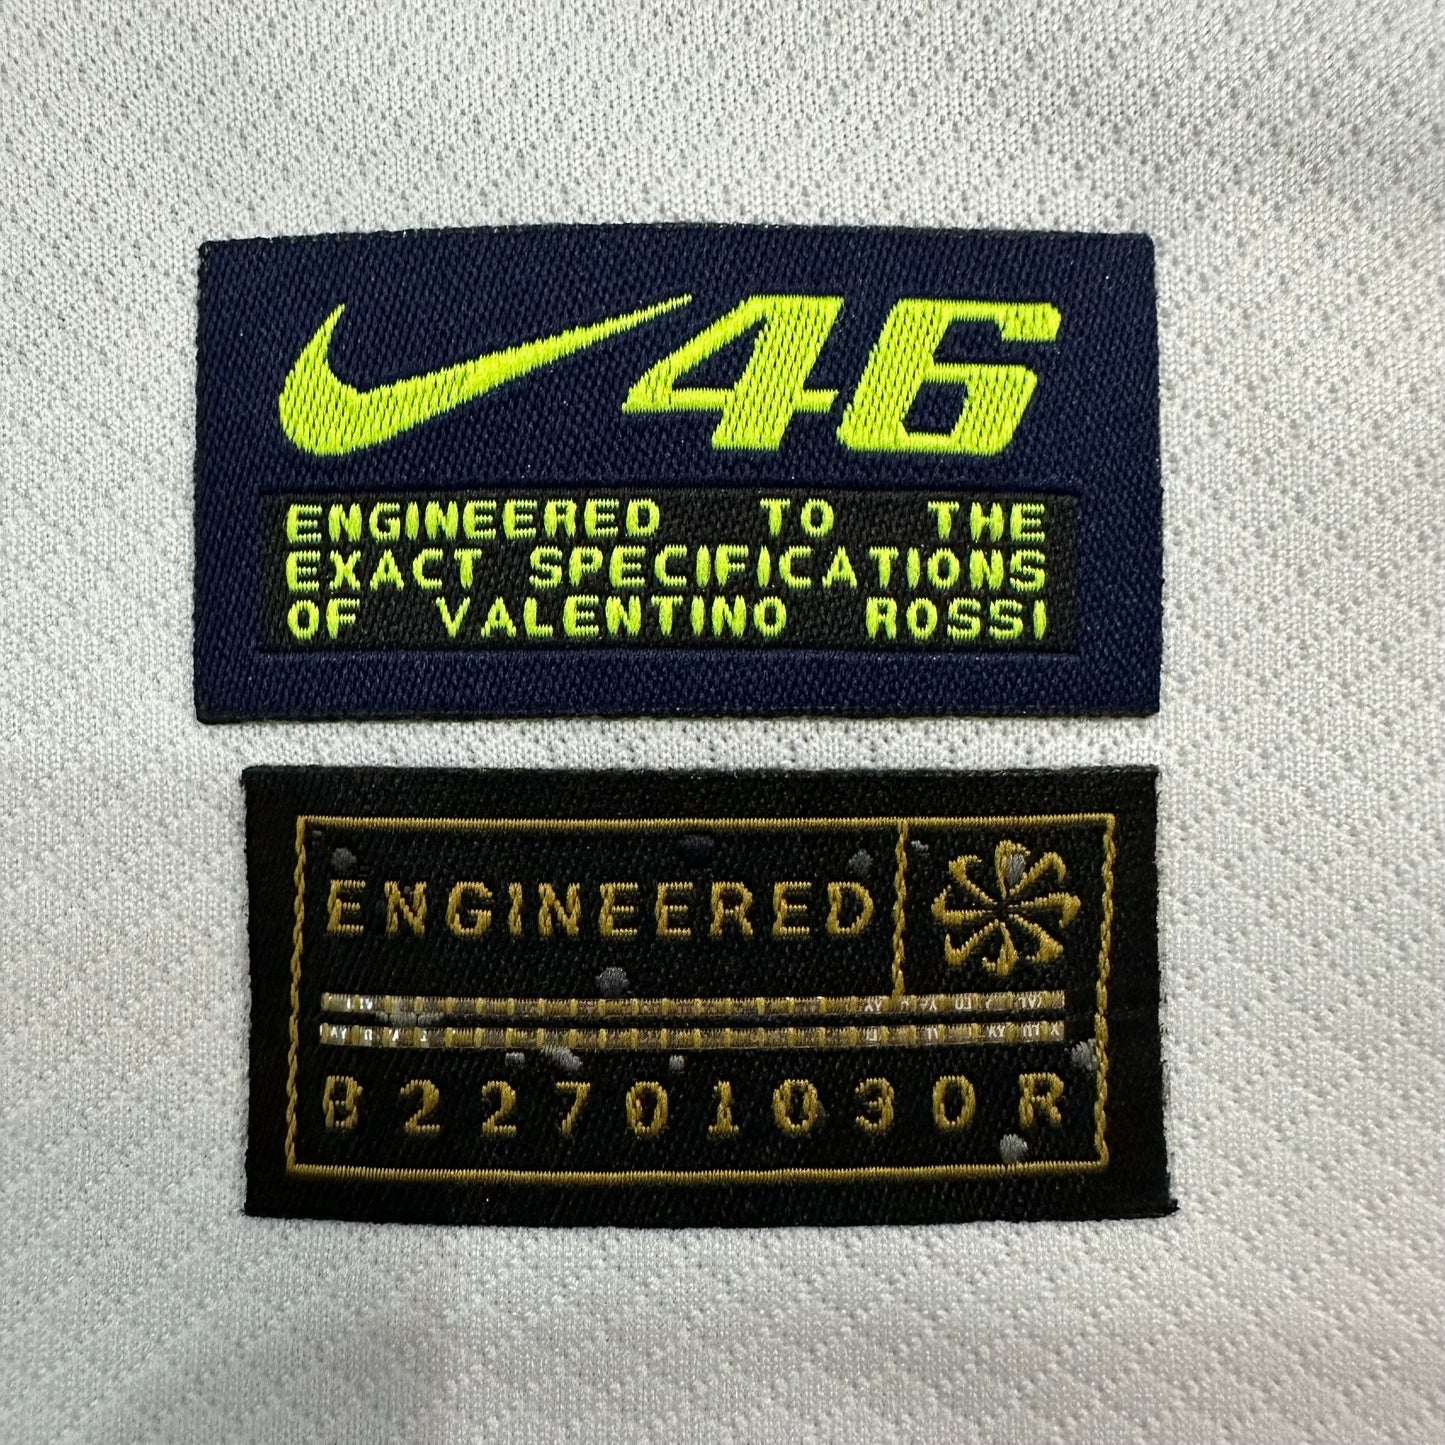 46
ENGINEERED TO THE
EXACT SPECIFICATIONS
OF VALENTINO ROSSI
ENGINEERED
B22701030R